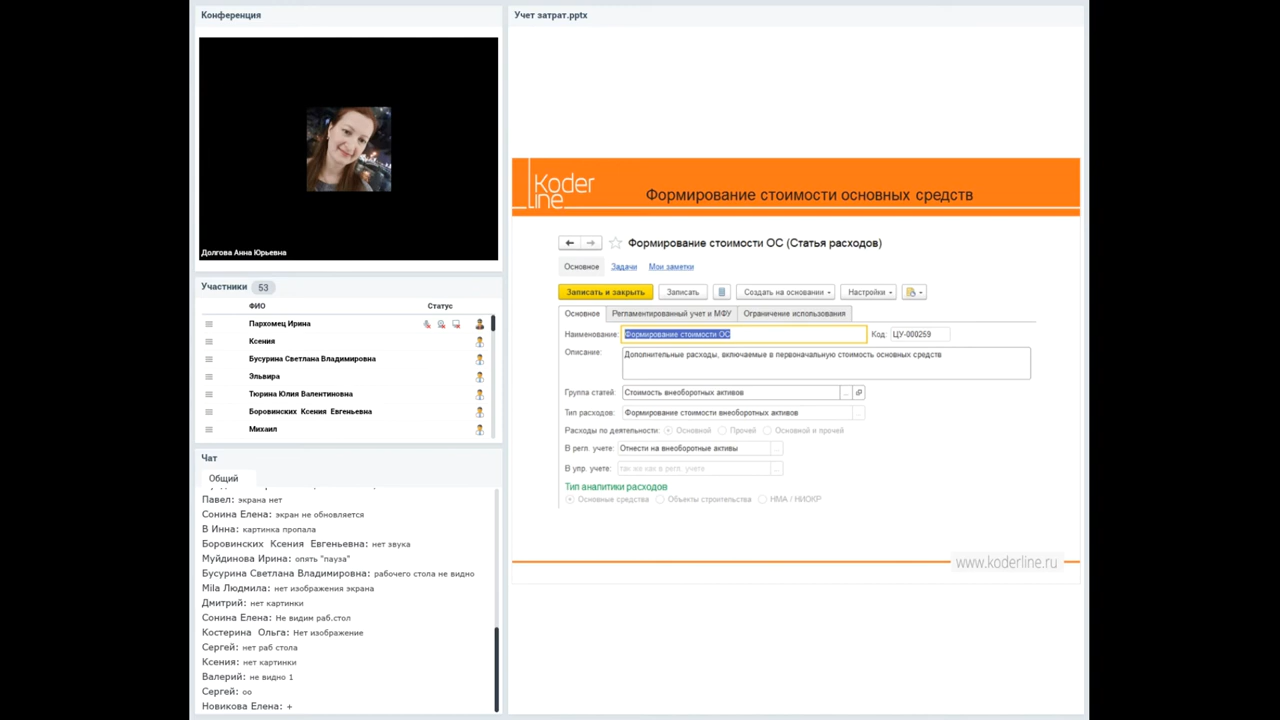 Конференция
Долгова Анна Юрьевна
Участники 53
ФИО Статус
Пархомец Ирина
Ксения
Бусурина Светлана Владимировна
Эльвира
Тюрина Юлия Валентиновна
Боровинских Ксения Евгеньевна
Михаил
Чат
Общий
Павел: экрана нет
Сонина Елена: экран не обновляется
В Инна: картинка пропала
Боровинских Ксения Евгеньевна: нет звука
Муйдинова Ирина: опять "пауза"
Бусурина Светлана Владимировна: рабочего стола не видно
Mila Людмила: нет изображения экрана
Дмитрий: нет картинки
Сонина Елена: Не видим раб.стол
Костерина Ольга: Нет изображение
Сергей: нет раб стола
Ксения: нет картинки
Валерий: не видно 1
Сергей: оо
Новикова Елена: +
Учет затрат.pptx
Koder
line
Формирование стоимости основных средств
Формирование стоимости ОС (Статья расходов)
Основное Задачи Мои заметки
Записать и закрыть Записать Создать на основании Настройки
Основное Регламентированный учет и МФУ Ограничение использования
Наименование: Формирование стоимости ОС Код: ЦУ-000259
Описание: Дополнительные расходы, включаемые в первоначальную стоимость основных средств
Группа статей: Стоимость внеоборотных активов ...
Тип расходов: Формирование стоимости внеоборотных активов ...
Расходы по деятельности: Основной Прочей Основной и прочей
В регл. учете: Отнести на внеоборотные активы ...
В упр. учете: так же как в регл. учете ...
Тип аналитики расходов
Основные средства Объекты строительства НМА / НИОКР
www.koderline.ru